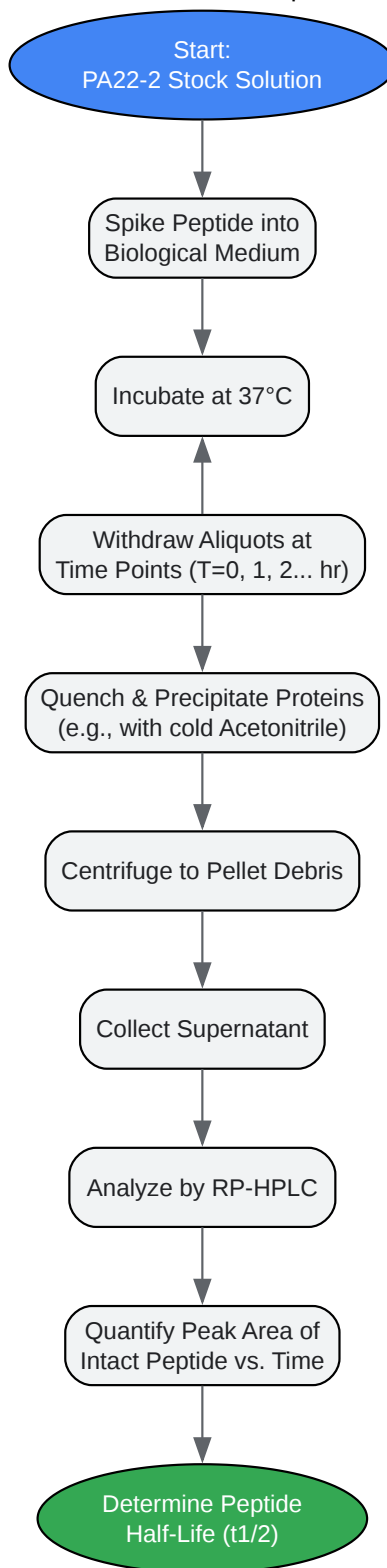 Start:
PA22-2 Stock Solution
Spike Peptide into
Biological Medium
Incubate at 37°C
Withdraw Aliquots at
Time Points (T=0, 1, 2... hr)
Quench & Precipitate Proteins
(e.g., with cold Acetonitrile)
Centrifuge to Pellet Debris
Collect Supernatant
Analyze by RP-HPLC
Quantify Peak Area of
Intact Peptide vs. Time
Determine Peptide
Half-Life (t1/2)